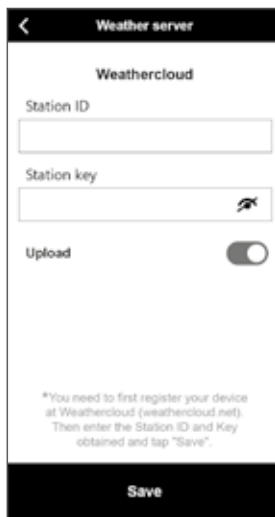 Weather server
Weathercloud
Station ID
Station key
Upload
*You need to first register your device
at Weathercloud (weathercloud.net).
Then enter the Station ID and Key
obtained and tap "Save".
Save